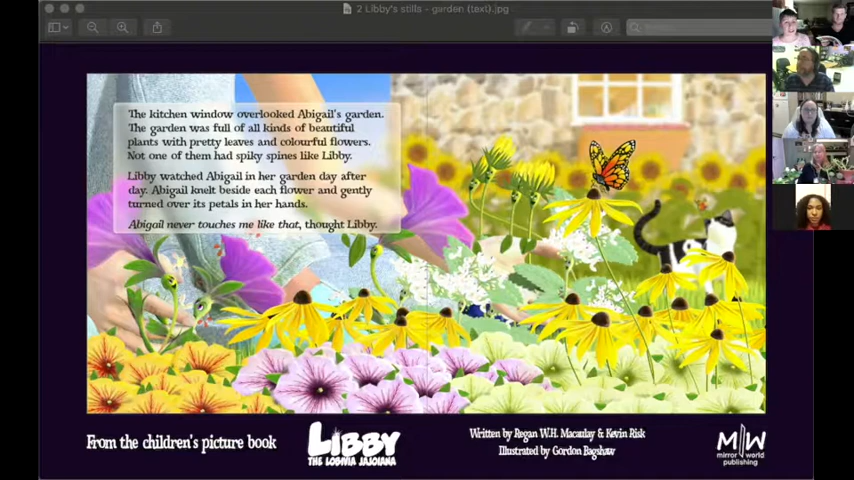 2 Libby's stills - garden (text).jpg
The kitchen window overlooked Abigail's garden.
The garden was full of all kinds of beautiful
plants with pretty leaves and colourful flowers.
Not one of them had spiky spines like Libby.
Libby watched Abigail in her garden day after
day. Abigail knelt beside each flower and gently
turned over its petals in her hands.
Abigail never touches me like that, thought Libby.
From the children's picture book
LIBBY
THE LOBIVIA JAJOIANA
Written by Regan W.H. Macaulay & Kevin Risk
Illustrated by Gordon Bagshaw
MW
mirror world
publishing